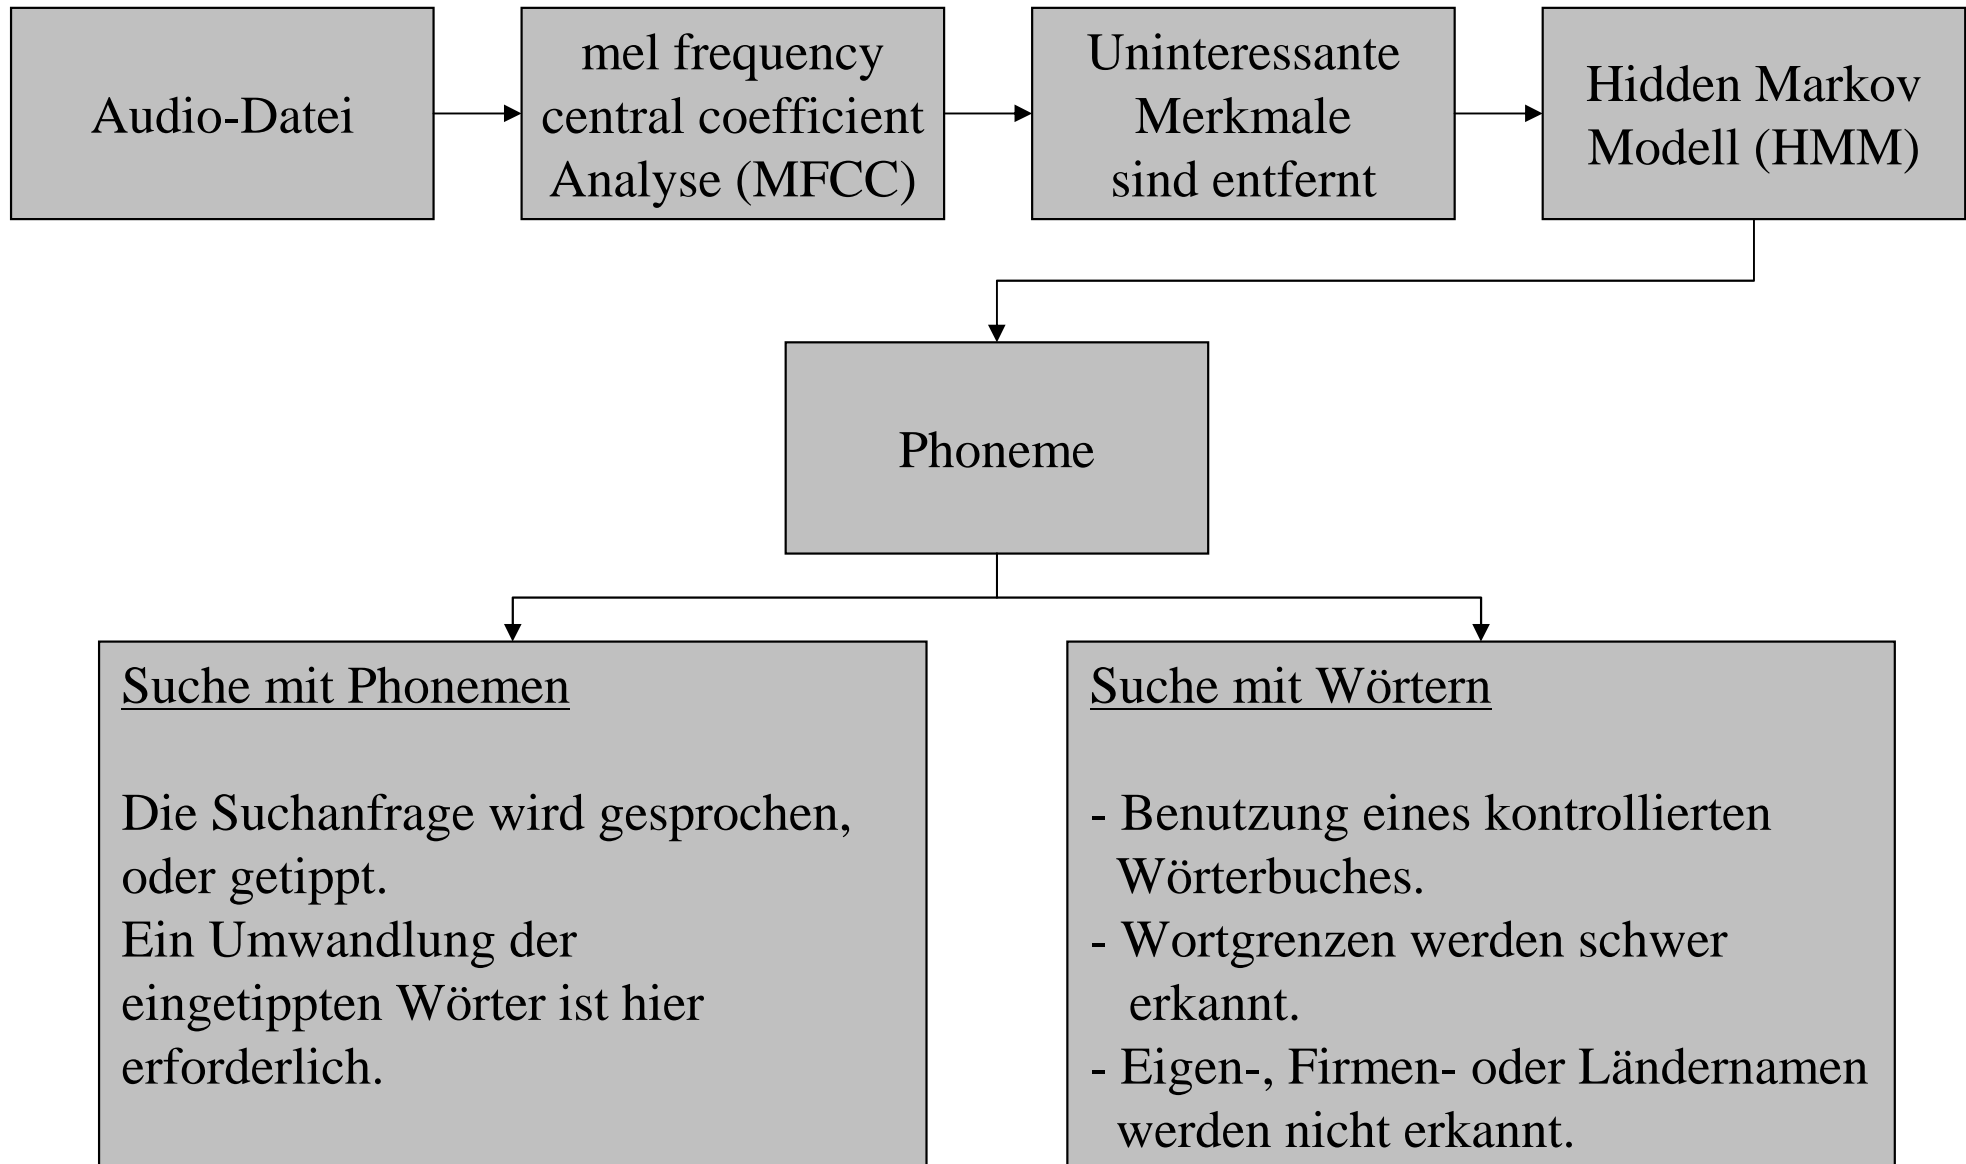 Audio-Datei
mel frequency
central coefficient
Analyse (MFCC)
Uninteressante
Merkmale
sind entfernt
Hidden Markov
Modell (HMM)
Phoneme
Suche mit Phonemen
Die Suchanfrage wird gesprochen,
oder getippt.
Ein Umwandlung der
eingetippten Wörter ist hier
erforderlich.
Suche mit Wörtern
- Benutzung eines kontrollierten
Wörterbuches.
- Wortgrenzen werden schwer
erkannt.
- Eigen-, Firmen- oder Ländernamen
werden nicht erkannt.